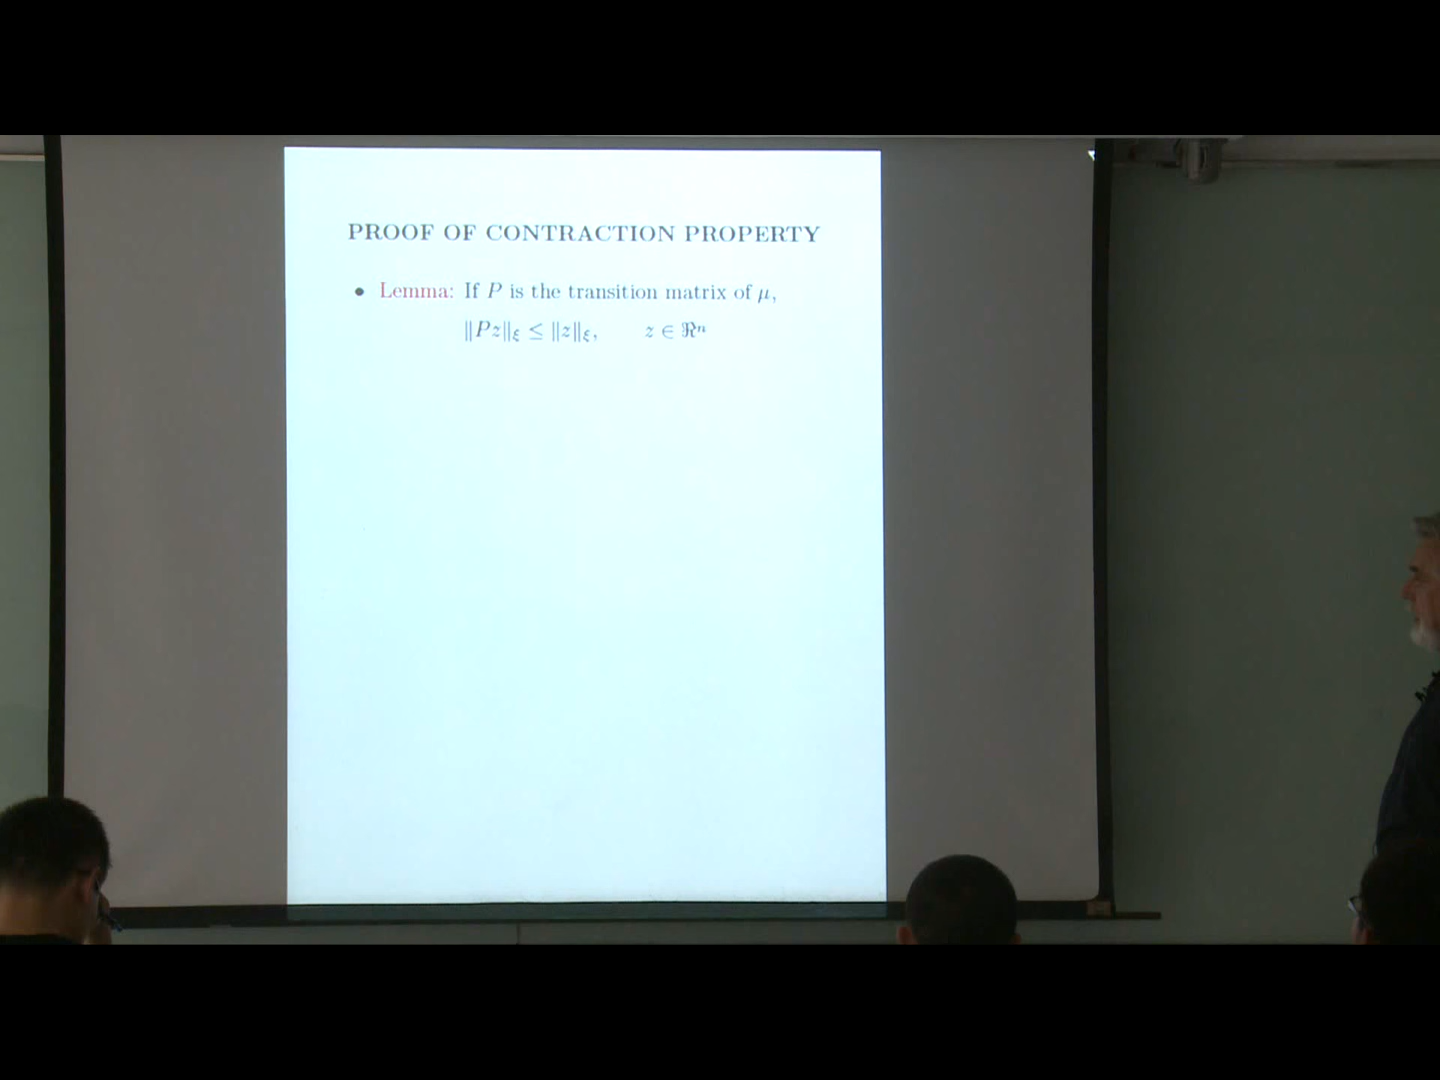 PROOF OF CONTRACTION PROPERTY
• Lemma: If P is the transition matrix of μ,
‖Pz‖ξ ≤ ‖z‖ξ, z ∈ ℜⁿ